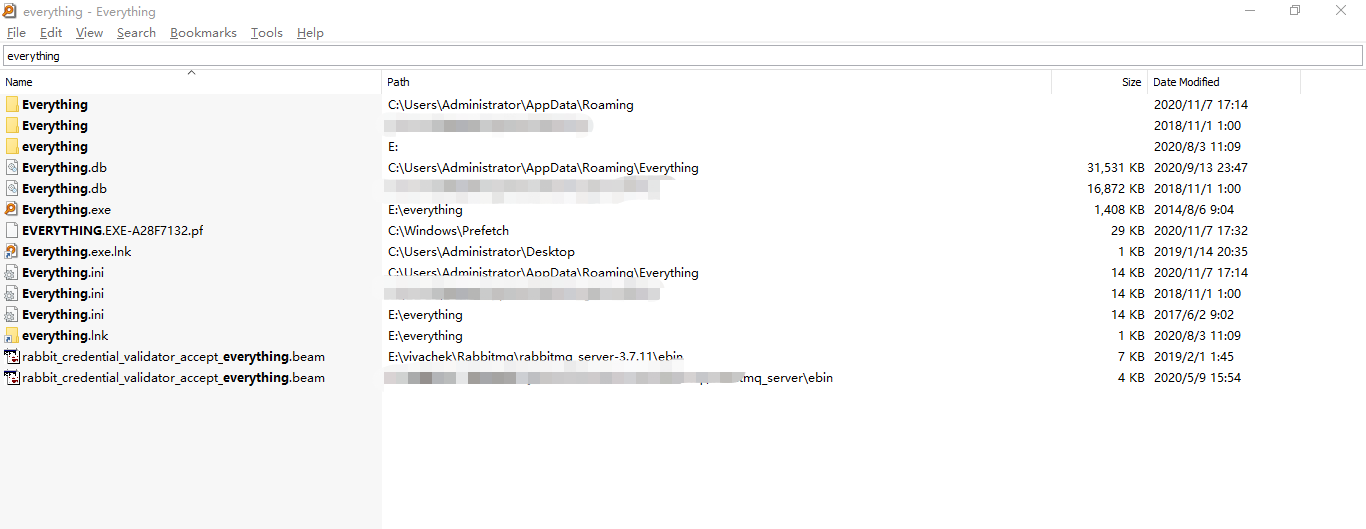 everything - Everything
File Edit View Search Bookmarks Tools Help
everything
Name Path Size Date Modified
Everything C:\Users\Administrator\AppData\Roaming 2020/11/7 17:14
Everything 2018/11/1 1:00
everything E: 2020/8/3 11:09
Everything.db C:\Users\Administrator\AppData\Roaming\Everything 31,531 KB 2020/9/13 23:47
Everything.db 16,872 KB 2018/11/1 1:00
Everything.exe E:\everything 1,408 KB 2014/8/6 9:04
EVERYTHING.EXE-A28F7132.pf C:\Windows\Prefetch 29 KB 2020/11/7 17:32
Everything.exe.lnk C:\Users\Administrator\Desktop 1 KB 2019/1/14 20:35
Everything.ini C:\Users\Administrator\AppData\Roaming\Everything 14 KB 2020/11/7 17:14
Everything.ini 14 KB 2018/11/1 1:00
Everything.ini E:\everything 14 KB 2017/6/2 9:02
everything.lnk E:\everything 1 KB 2020/8/3 11:09
rabbit_credential_validator_accept_everything.beam E:\vivachek\Rabbitmq\rabbitmq_server-3.7.11\ebin 7 KB 2019/2/1 1:45
rabbit_credential_validator_accept_everything.beam tmq_server\ebin 4 KB 2020/5/9 15:54